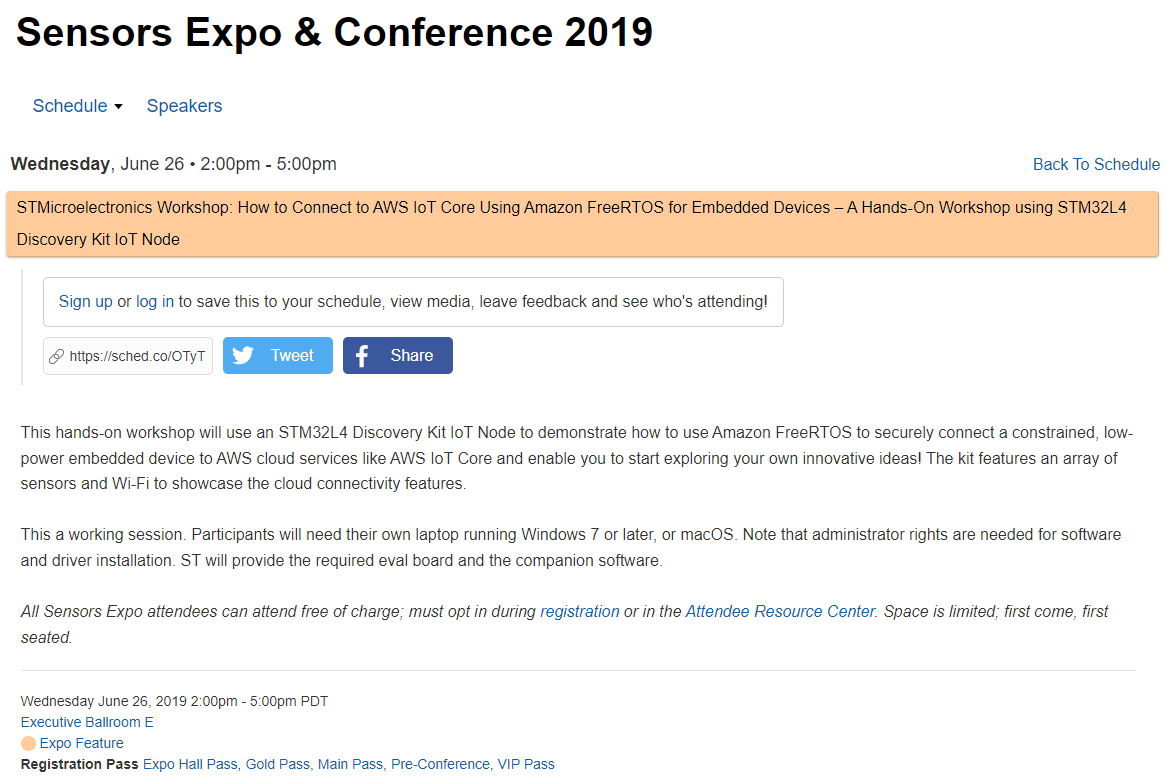 Sensors Expo & Conference 2019
Schedule Speakers
Wednesday, June 26 • 2:00pm - 5:00pm
Back To Schedule
STMicroelectronics Workshop: How to Connect to AWS IoT Core Using Amazon FreeRTOS for Embedded Devices – A Hands-On Workshop using STM32L4
Discovery Kit IoT Node
Sign up or log in to save this to your schedule, view media, leave feedback and see who's attending!
https://sched.co/OTyT Tweet Share
This hands-on workshop will use an STM32L4 Discovery Kit IoT Node to demonstrate how to use Amazon FreeRTOS to securely connect a constrained, low-
power embedded device to AWS cloud services like AWS IoT Core and enable you to start exploring your own innovative ideas! The kit features an array of
sensors and Wi-Fi to showcase the cloud connectivity features.
This a working session. Participants will need their own laptop running Windows 7 or later, or macOS. Note that administrator rights are needed for software
and driver installation. ST will provide the required eval board and the companion software.
All Sensors Expo attendees can attend free of charge; must opt in during registration or in the Attendee Resource Center. Space is limited; first come, first
seated.
Wednesday June 26, 2019 2:00pm - 5:00pm PDT
Executive Ballroom E
Expo Feature
Registration Pass Expo Hall Pass, Gold Pass, Main Pass, Pre-Conference, VIP Pass